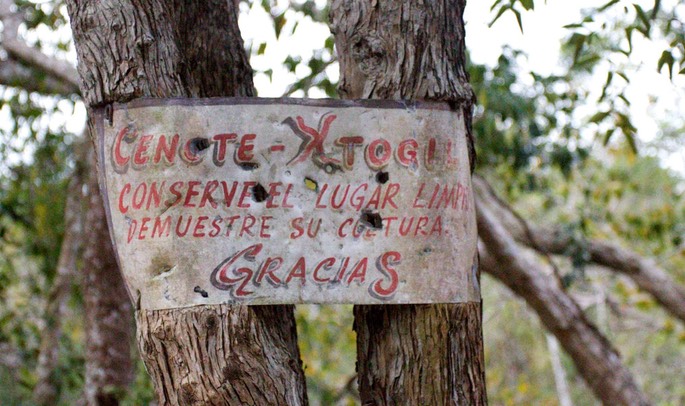 CENOTE-XTOGIL
CONSERVE EL LUGAR LIMPIO
DEMUESTRE SU CULTURA.
GRACIAS